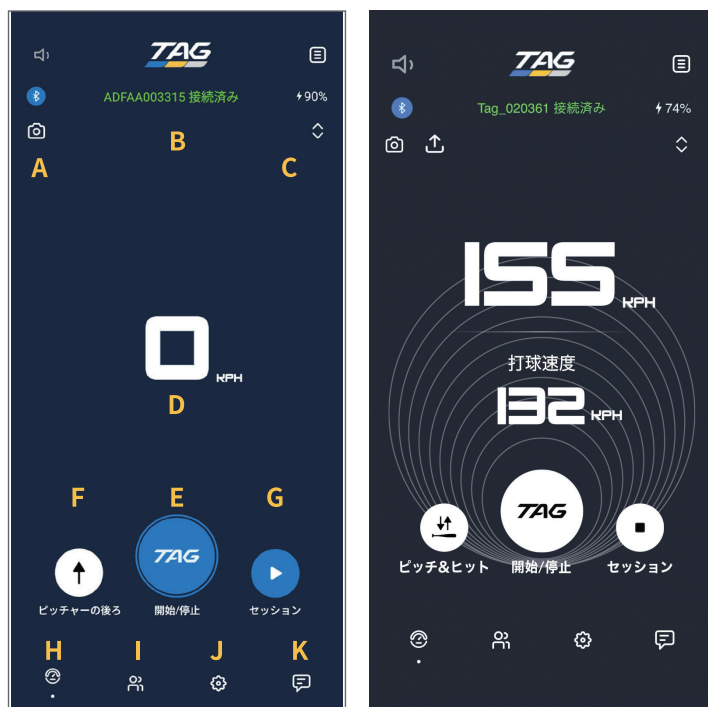 TAG
ADFAA003315 接続済み
90%
A
B
C
0 KPH
D
F
E
G
TAG
ピッチャーの後ろ
開始/停止
セッション
H
I
J
K
TAG
Tag_020361 接続済み
74%
155 KPH
打球速度
132 KPH
TAG
ピッチ&ヒット
開始/停止
セッション